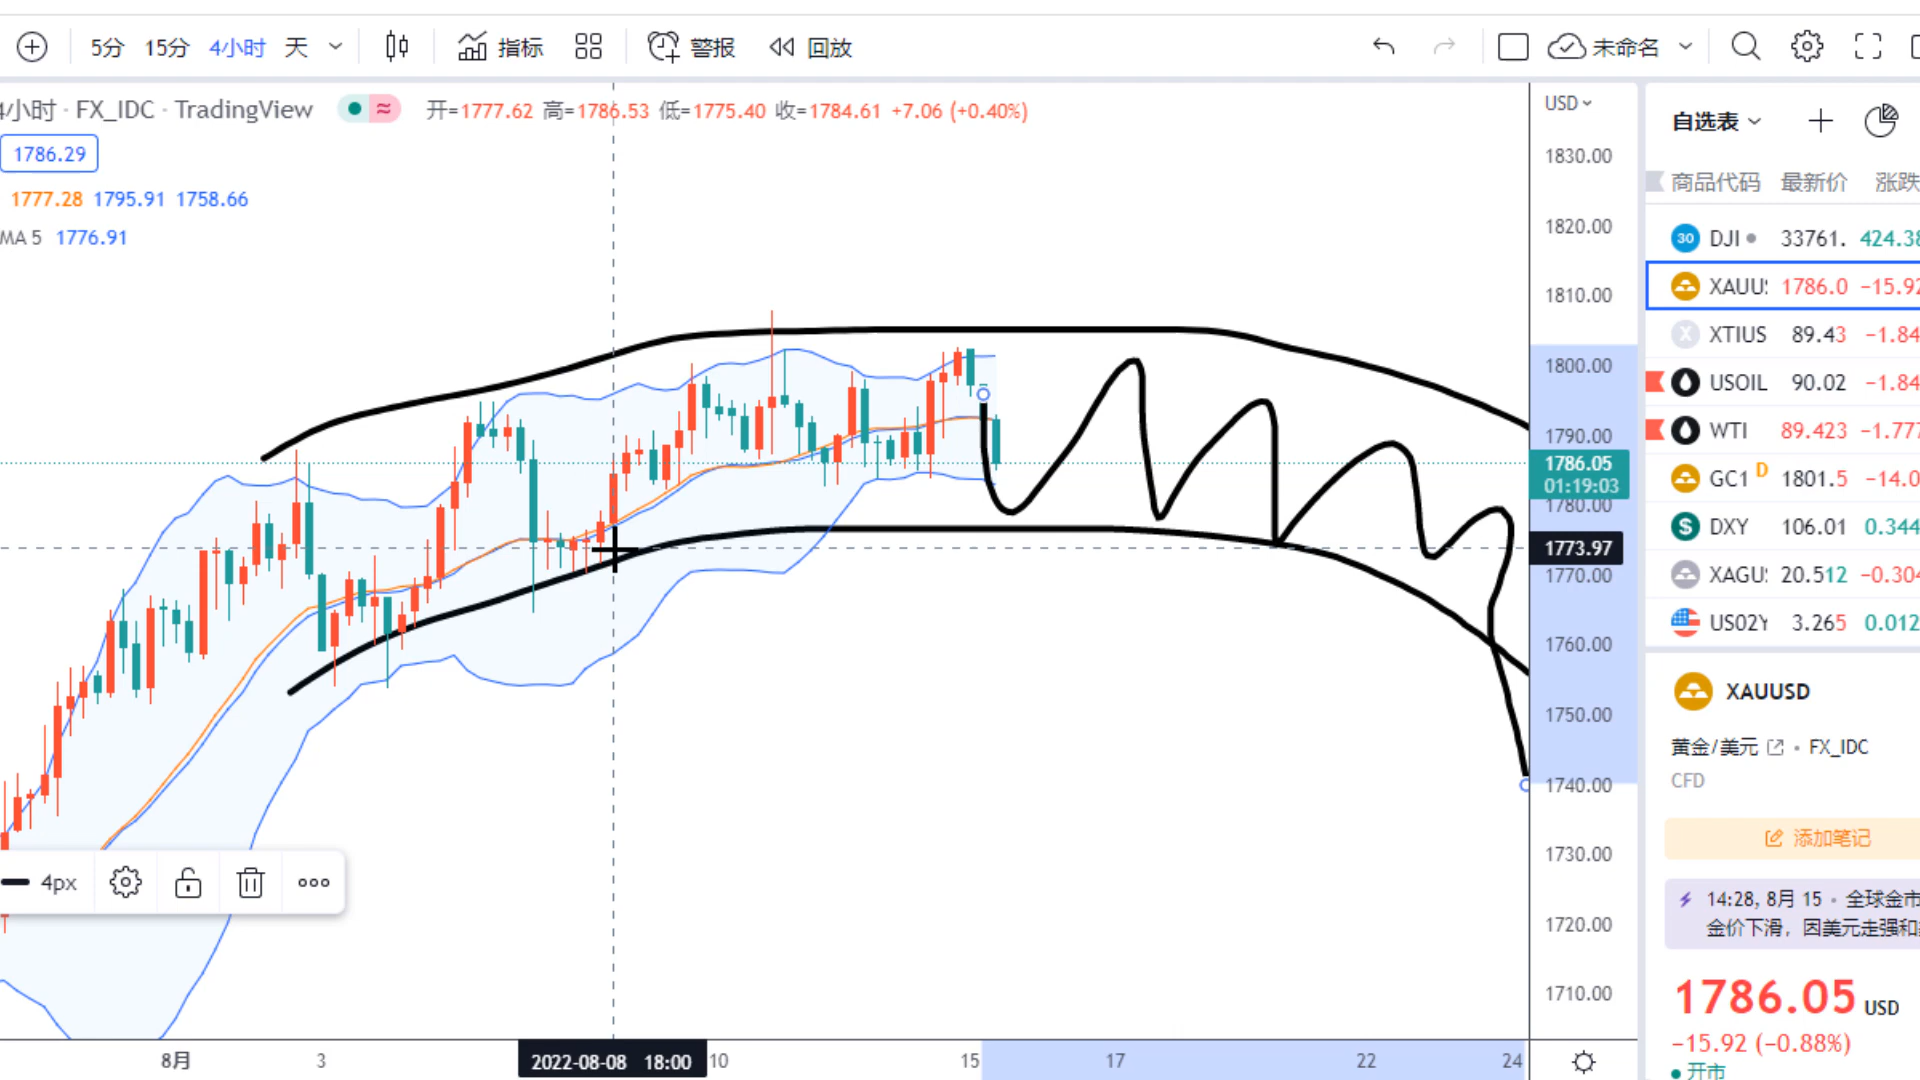 5分 15分 4小时 天 指标 警报 回放 未命名
4小时 · FX_IDC · TradingView 开=1777.62 高=1786.53 低=1775.40 收=1784.61 +7.06 (+0.40%)
1786.29
1777.28 1795.91 1758.66
MA 5 1776.91
USD
1830.00
1820.00
1810.00
1800.00
1790.00
1786.05
01:19:03
1780.00
1773.97
1770.00
1760.00
1750.00
1740.00
1730.00
1720.00
1710.00
4px
8月 3 2022-08-08 18:00 10 15 17 22 24
自选表
商品代码 最新价 涨跌
30 DJI 33761. 424.38
XAUU 1786.0 −15.92
XTIUS 89.43 −1.84
USOIL 90.02 −1.84
WTI 89.423 −1.777
GC1 D 1801.5 −14.0
DXY 106.01 0.344
XAGU 20.512 −0.304
US02Y 3.265 0.012
XAUUSD
黄金/美元 · FX_IDC
CFD
添加笔记
14:28, 8月 15 · 全球金市
金价下滑，因美元走强和
1786.05 USD
−15.92 (−0.88%)
开市